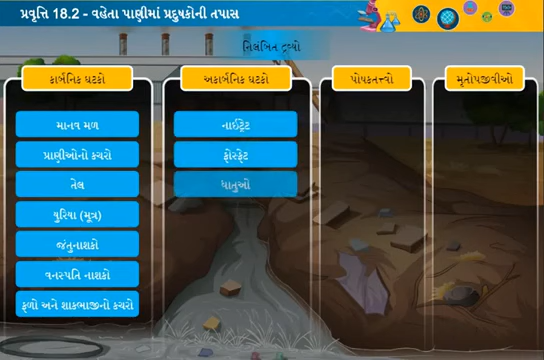 પ્રવૃત્તિ 18.2 - વહેતા પાણીમાં પ્રદુષકોની તપાસ
નિલંબિત દ્રવ્યો
કાર્બનિક ઘટકો
માનવ મળ
પ્રાણીઓનો કચરો
તેલ
યુરિયા (મૂત્ર)
જંતુનાશકો
વનસ્પતિ નાશકો
ફળો અને શાકભાજીનો કચરો
અકાર્બનિક ઘટકો
નાઈટ્રેટ
ફોસ્ફેટ
ધાતુઓ
પોષકતત્ત્વો
મૃતોપજીવીઓ